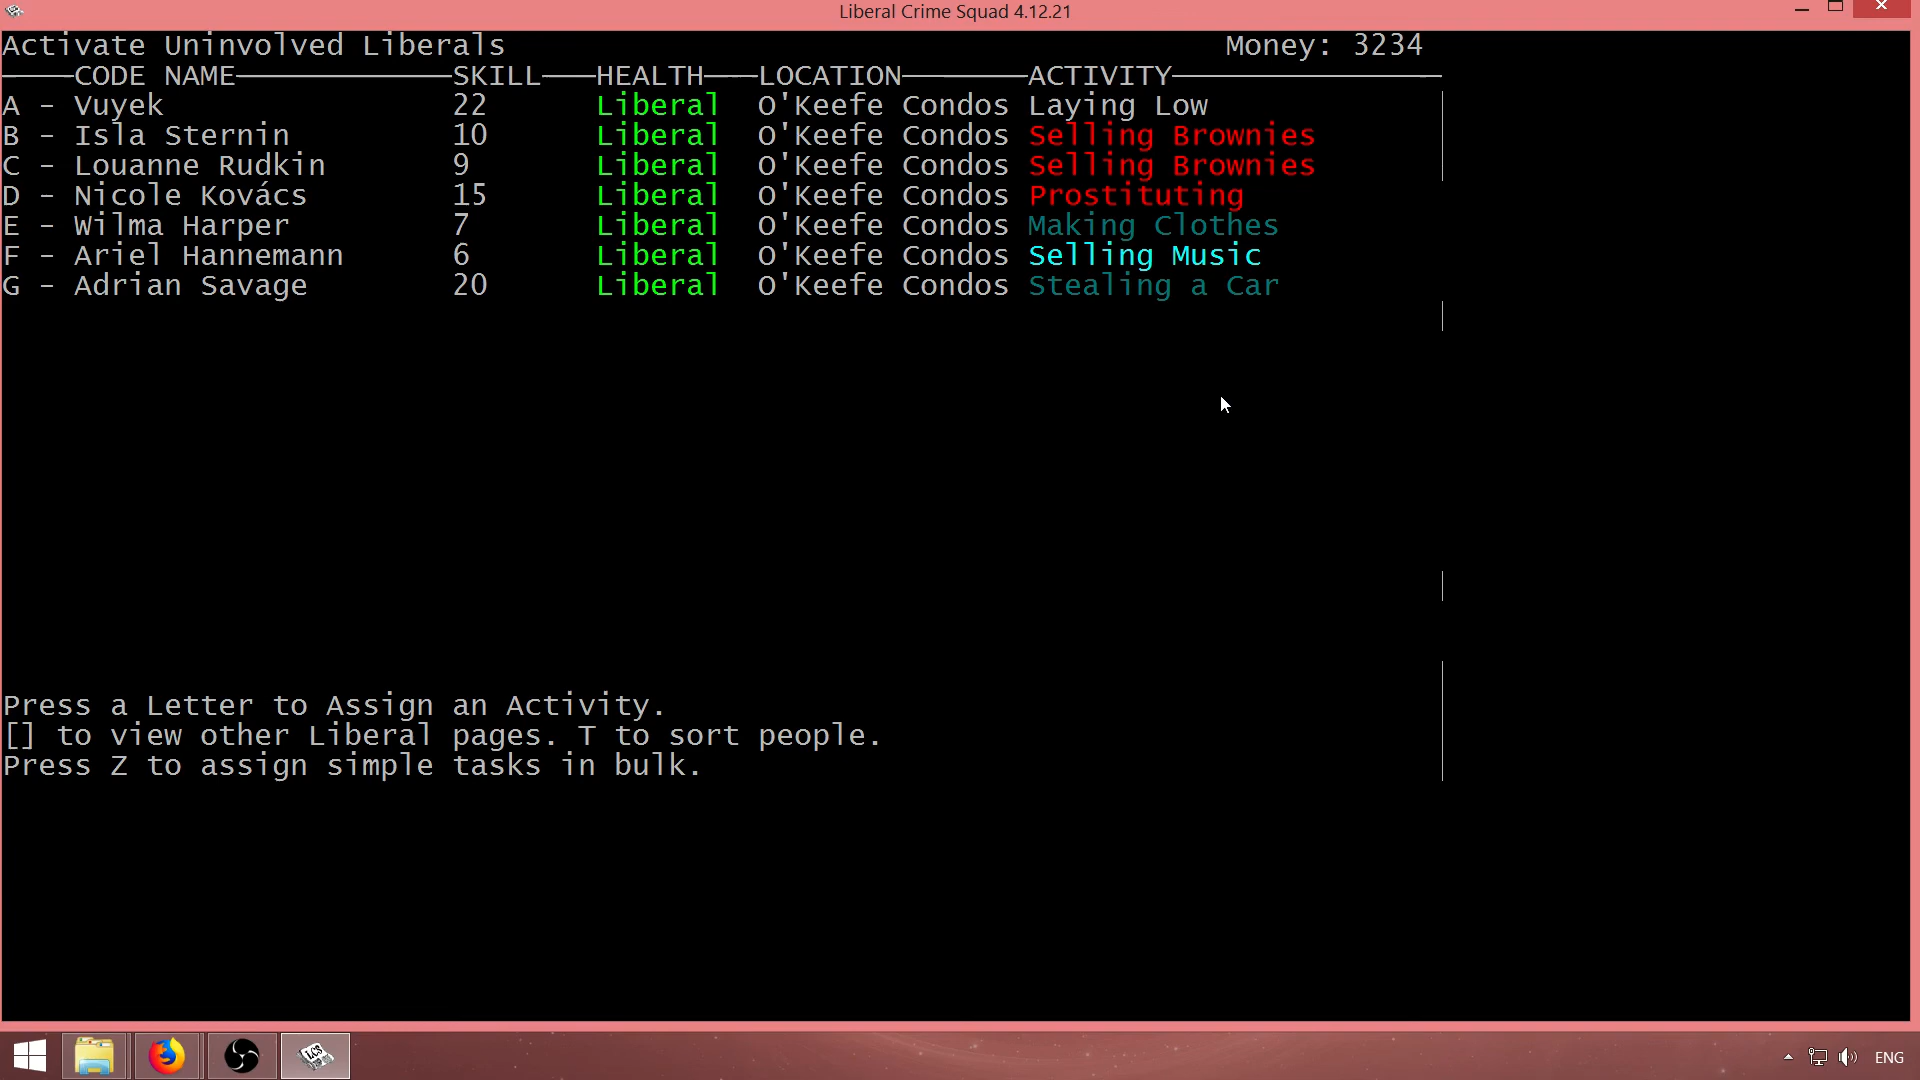 Liberal Crime Squad 4.12.21
Activate Uninvolved Liberals Money: 3234
CODE NAME SKILL HEALTH LOCATION ACTIVITY
A - Vuyek 22 Liberal O'Keefe Condos Laying Low
B - Isla Sternin 10 Liberal O'Keefe Condos Selling Brownies
C - Louanne Rudkin 9 Liberal O'Keefe Condos Selling Brownies
D - Nicole Kovács 15 Liberal O'Keefe Condos Prostituting
E - Wilma Harper 7 Liberal O'Keefe Condos Making Clothes
F - Ariel Hannemann 6 Liberal O'Keefe Condos Selling Music
G - Adrian Savage 20 Liberal O'Keefe Condos Stealing a Car
Press a Letter to Assign an Activity.
[] to view other Liberal pages. T to sort people.
Press Z to assign simple tasks in bulk.
LCS
ENG